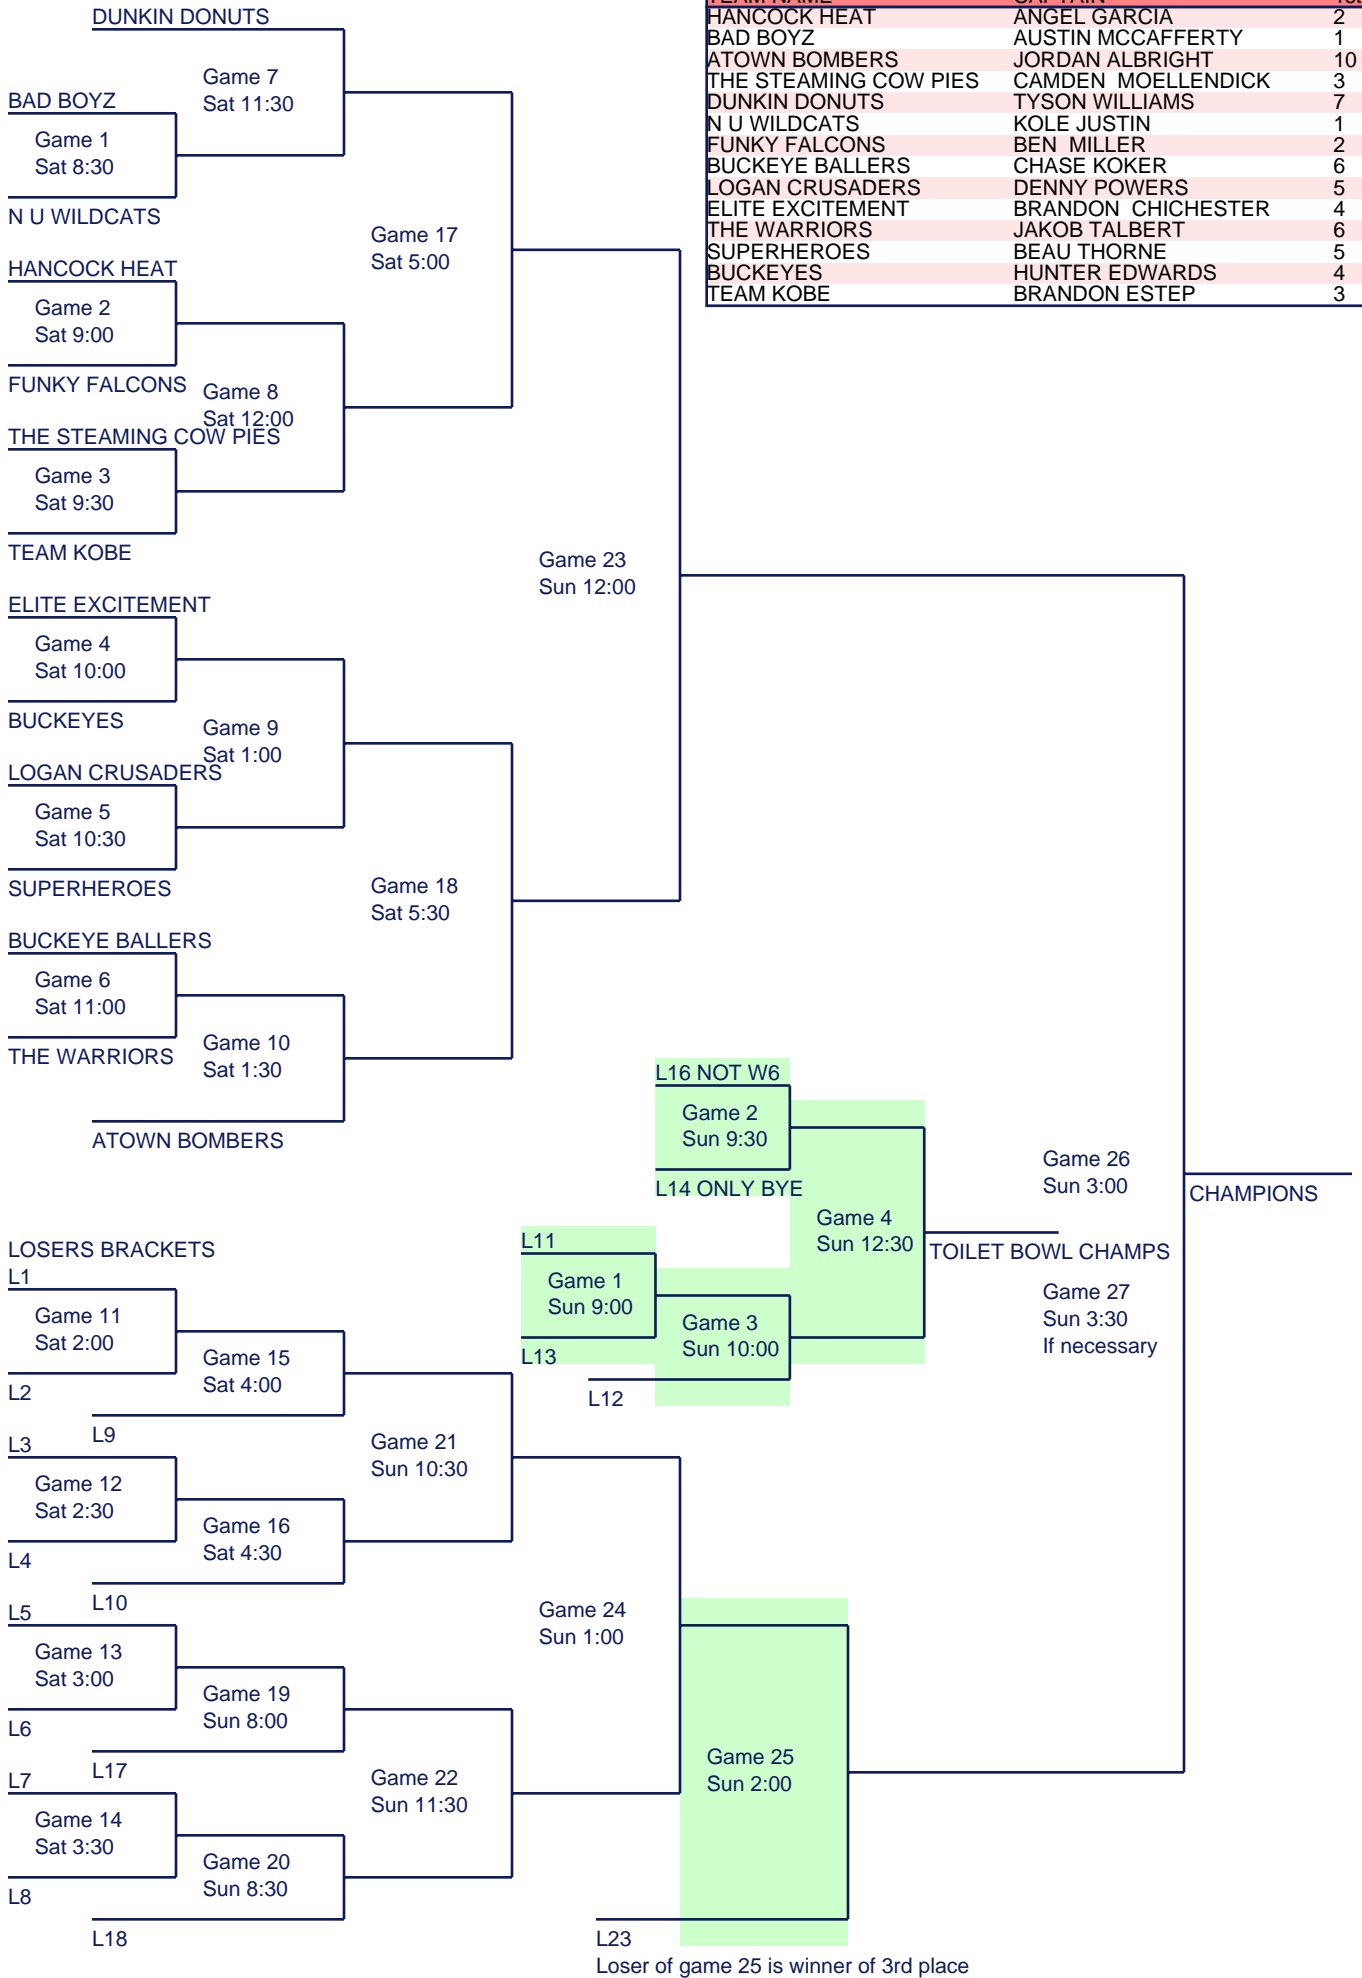 DUNKIN DONUTS
Game 7
Sat 11:30
BAD BOYZ
Game 1
Sat 8:30
N U WILDCATS
Game 17
Sat 5:00
HANCOCK HEAT
Game 2
Sat 9:00
FUNKY FALCONS
Game 8
Sat 12:00
THE STEAMING COW PIES
Game 3
Sat 9:30
TEAM KOBE
Game 23
Sun 12:00
ELITE EXCITEMENT
Game 4
Sat 10:00
BUCKEYES
Game 9
Sat 1:00
LOGAN CRUSADERS
Game 5
Sat 10:30
SUPERHEROES
Game 18
Sat 5:30
BUCKEYE BALLERS
Game 6
Sat 11:00
THE WARRIORS
Game 10
Sat 1:30
ATOWN BOMBERS
TEAM NAME CAPTAIN
HANCOCK HEAT ANGEL GARCIA 2
BAD BOYZ AUSTIN MCCAFFERTY 1
ATOWN BOMBERS JORDAN ALBRIGHT 10
THE STEAMING COW PIES CAMDEN MOELLENDICK 3
DUNKIN DONUTS TYSON WILLIAMS 7
N U WILDCATS KOLE JUSTIN 1
FUNKY FALCONS BEN MILLER 2
BUCKEYE BALLERS CHASE KOKER 6
LOGAN CRUSADERS DENNY POWERS 5
ELITE EXCITEMENT BRANDON CHICHESTER 4
THE WARRIORS JAKOB TALBERT 6
SUPERHEROES BEAU THORNE 5
BUCKEYES HUNTER EDWARDS 4
TEAM KOBE BRANDON ESTEP 3
L16 NOT W6
Game 2
Sun 9:30
L14 ONLY BYE
Game 4
Sun 12:30
L11
Game 1
Sun 9:00
L13
Game 3
Sun 10:00
L12
TOILET BOWL CHAMPS
Game 26
Sun 3:00
CHAMPIONS
Game 27
Sun 3:30
If necessary
LOSERS BRACKETS
L1
Game 11
Sat 2:00
L2
Game 15
Sat 4:00
L9
L3
Game 12
Sat 2:30
L4
Game 16
Sat 4:30
L10
Game 21
Sun 10:30
L5
Game 13
Sat 3:00
L6
Game 19
Sun 8:00
L17
Game 24
Sun 1:00
L7
Game 14
Sat 3:30
L8
Game 20
Sun 8:30
L18
Game 22
Sun 11:30
Game 25
Sun 2:00
L23
Loser of game 25 is winner of 3rd place